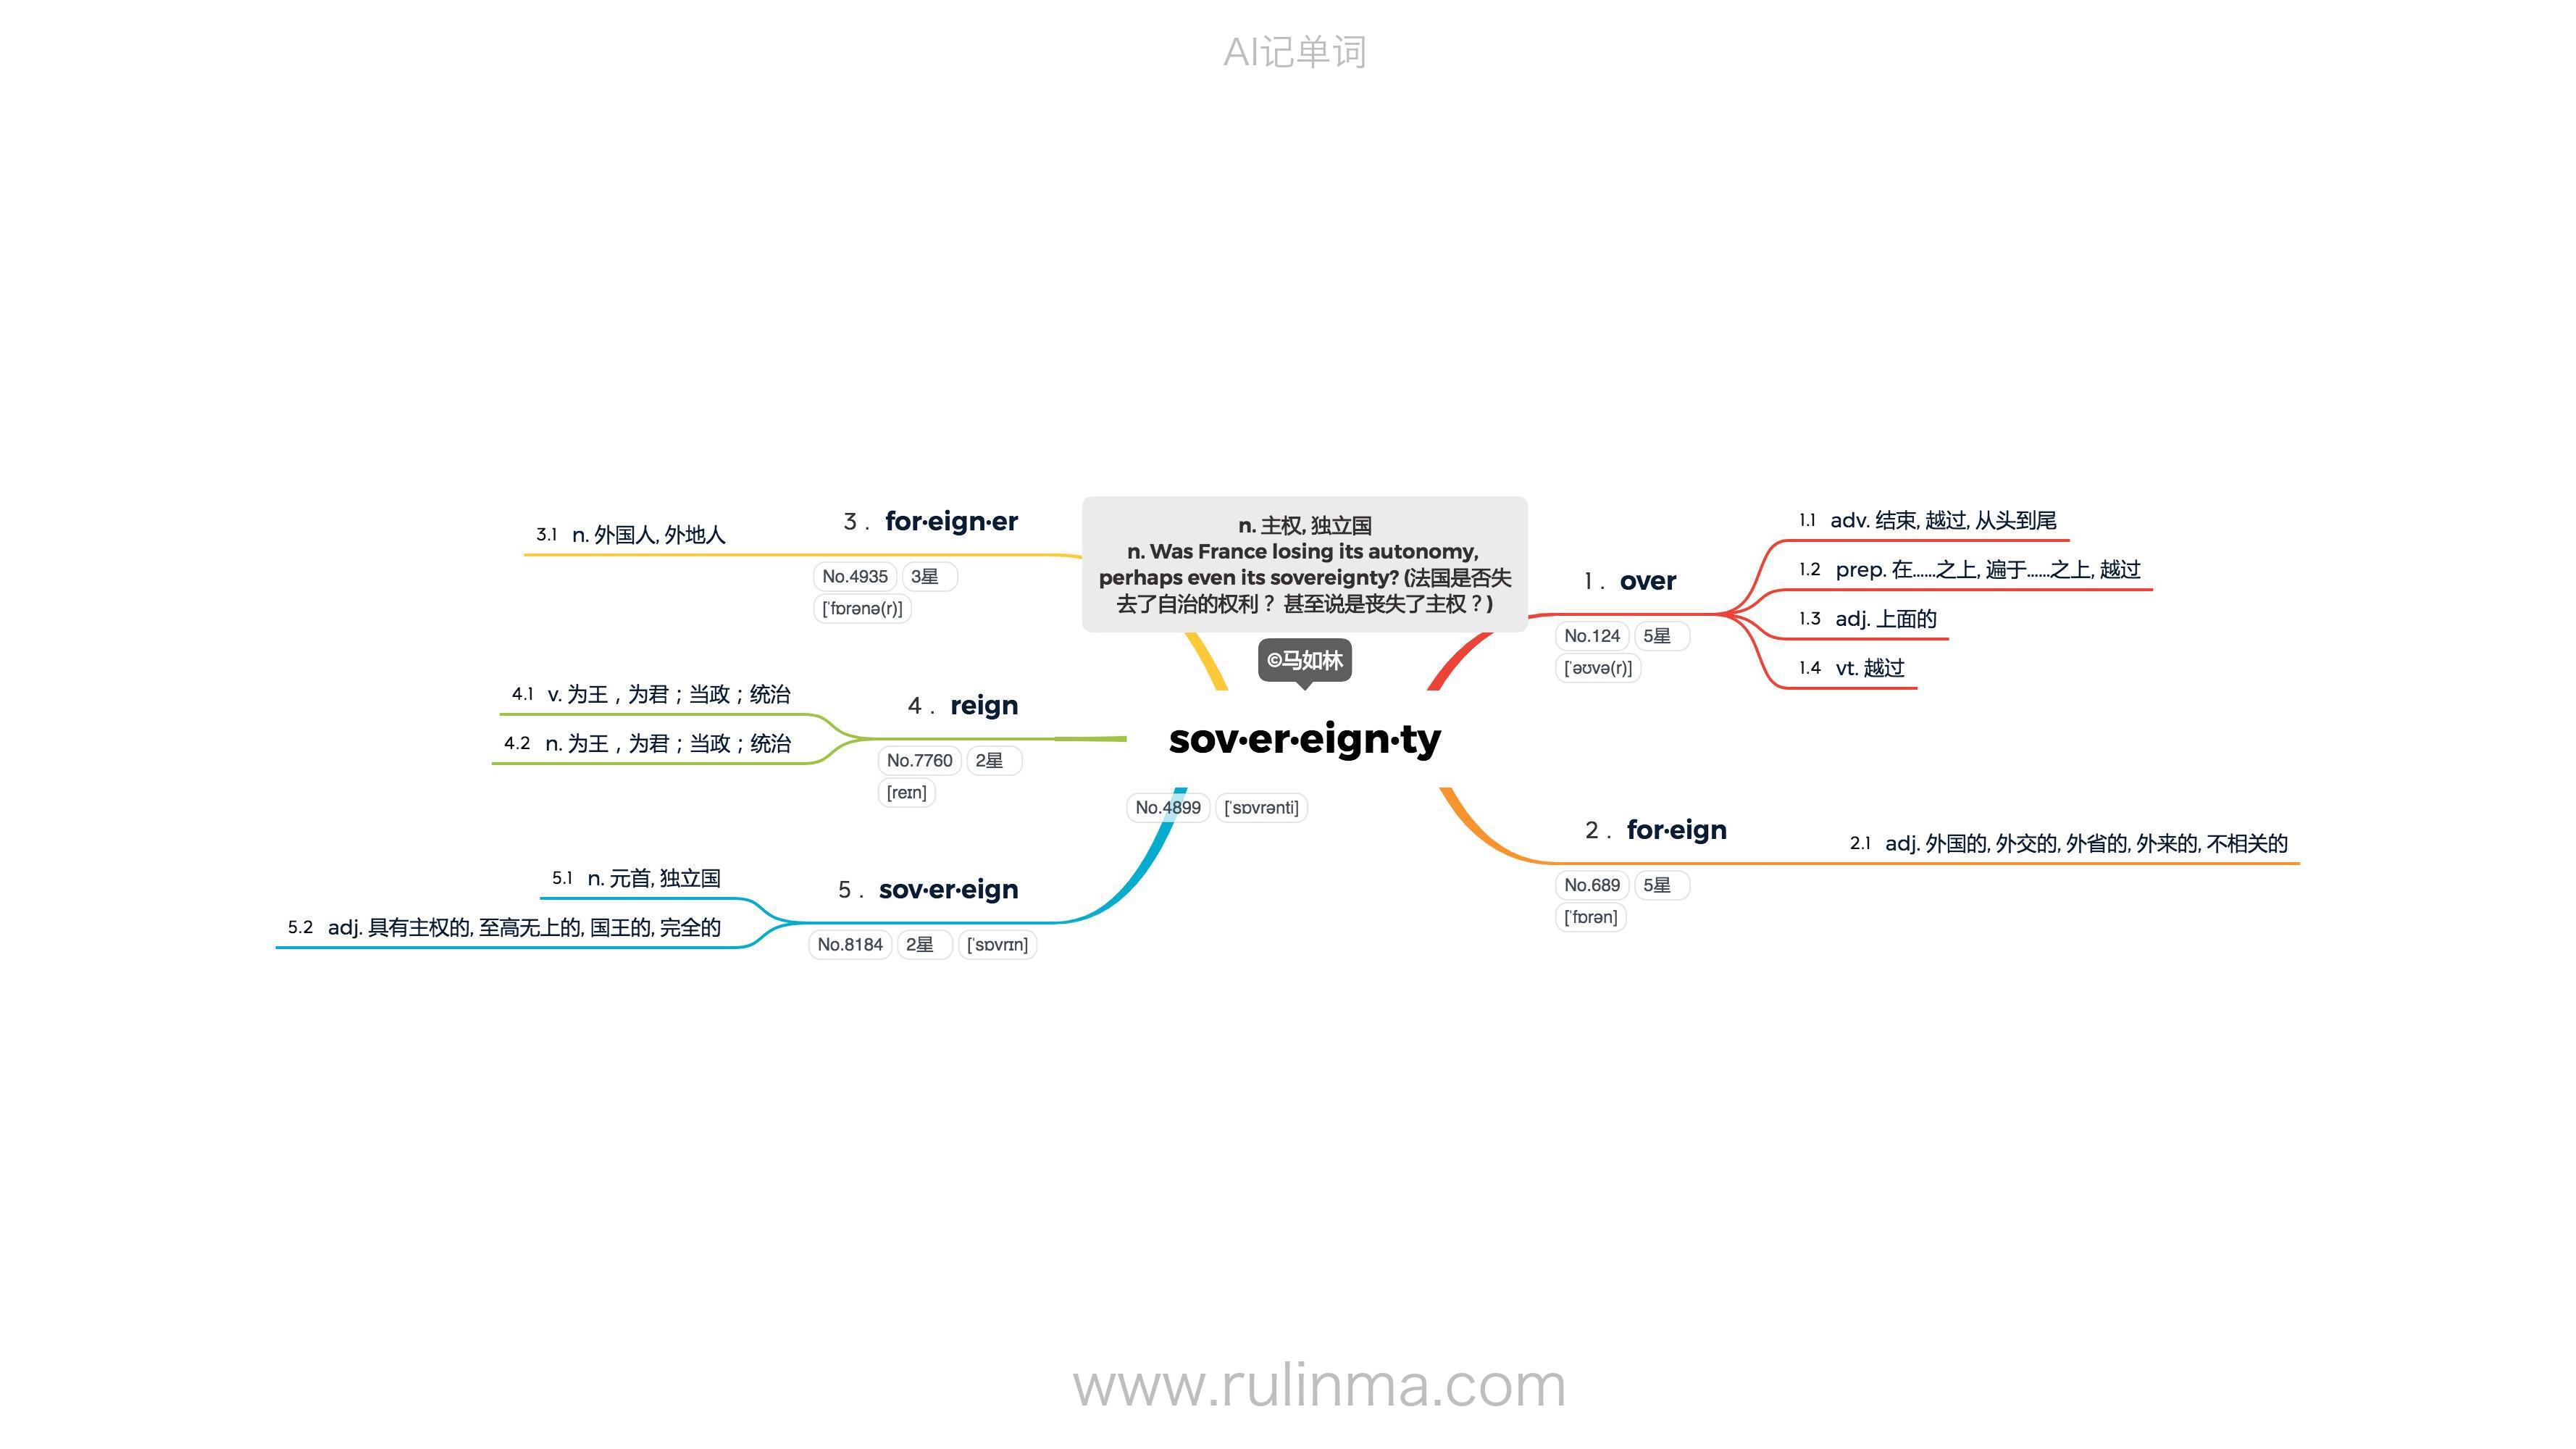 AI记单词
n. 主权, 独立国
n. Was France losing its autonomy,
perhaps even its sovereignty? (法国是否失
去了自治的权利？ 甚至说是丧失了主权？)
©马如林
sov·er·eign·ty
No.4899 [ˈsɒvrənti]
1 . over
No.124 5星
[ˈəʊvə(r)]
1.1 adv. 结束, 越过, 从头到尾
1.2 prep. 在……之上, 遍于……之上, 越过
1.3 adj. 上面的
1.4 vt. 越过
2 . for·eign
No.689 5星
[ˈfɒrən]
2.1 adj. 外国的, 外交的, 外省的, 外来的, 不相关的
3 . for·eign·er
No.4935 3星
[ˈfɒrənə(r)]
3.1 n. 外国人, 外地人
4 . reign
No.7760 2星
[reɪn]
4.1 v. 为王，为君；当政；统治
4.2 n. 为王，为君；当政；统治
5 . sov·er·eign
No.8184 2星 [ˈsɒvrɪn]
5.1 n. 元首, 独立国
5.2 adj. 具有主权的, 至高无上的, 国王的, 完全的
www.rulinma.com